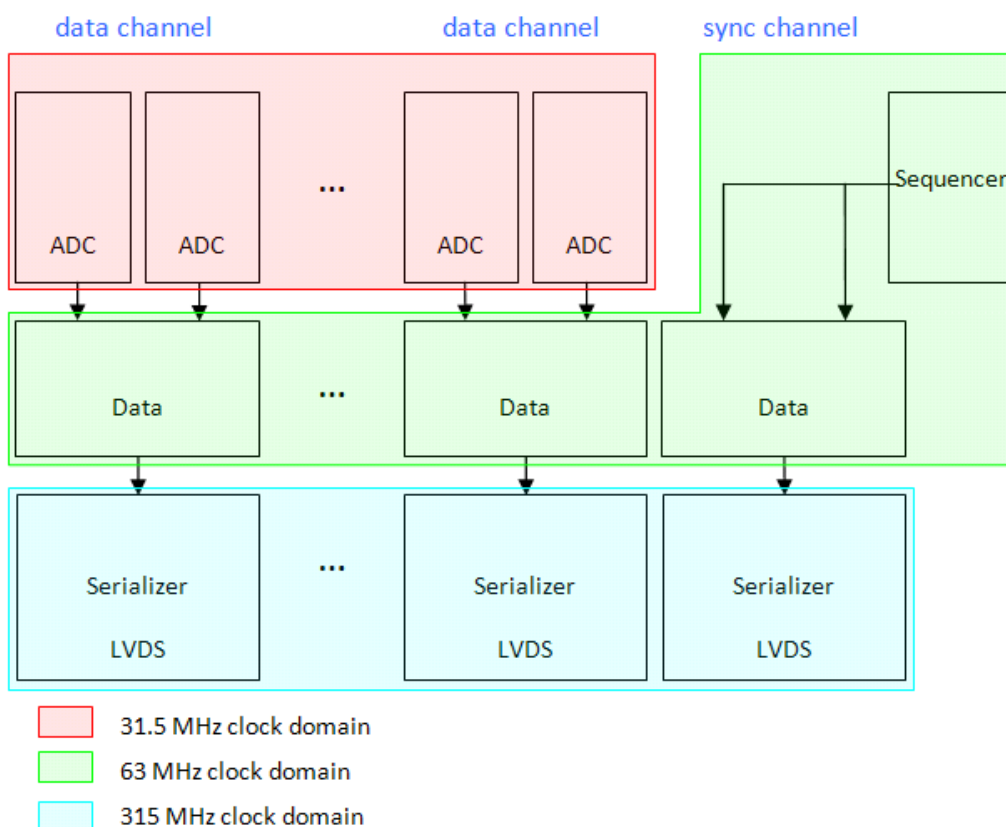 data channel data channel sync channel
...
Sequencer
ADC ADC ADC ADC
...
Data Data Data
...
Serializer Serializer Serializer
LVDS LVDS LVDS
31.5 MHz clock domain
63 MHz clock domain
315 MHz clock domain